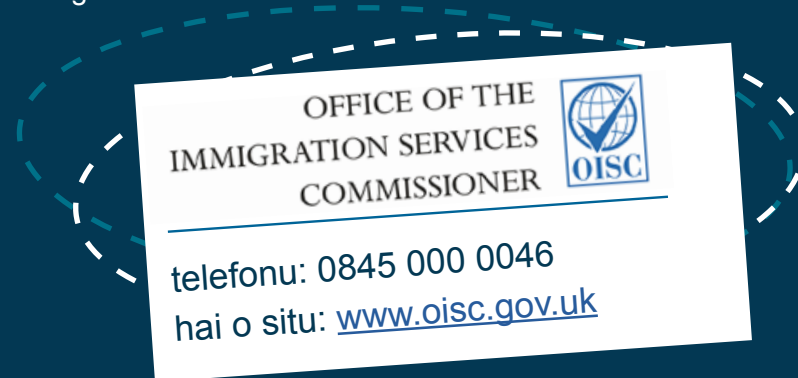 OFFICE OF THE
IMMIGRATION SERVICES
COMMISSIONER
OISC
telefonu: 0845 000 0046
hai o situ: www.oisc.gov.uk